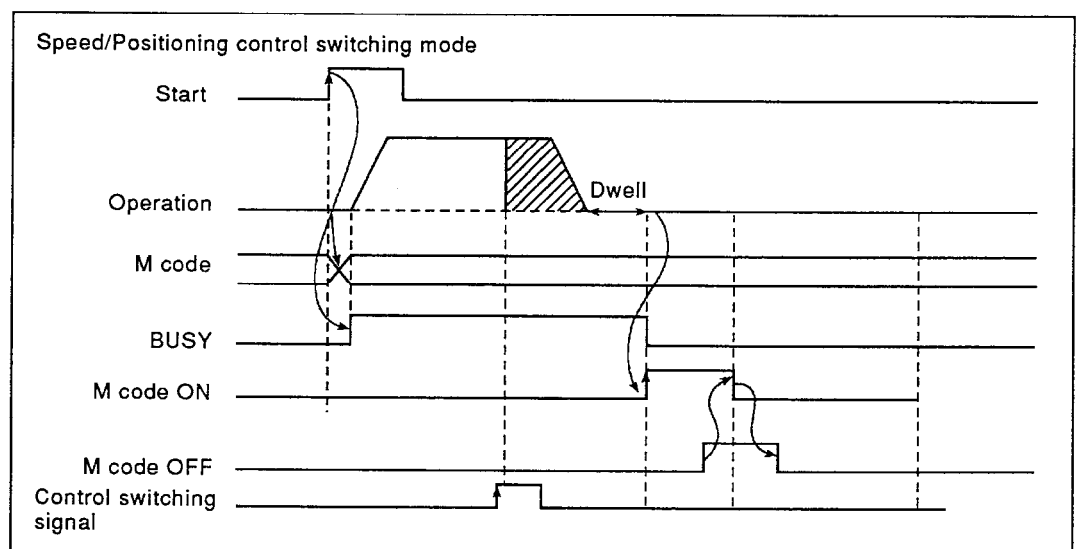 Speed/Positioning control switching mode
Start
Operation
Dwell
M code
BUSY
M code ON
M code OFF
Control switching
signal